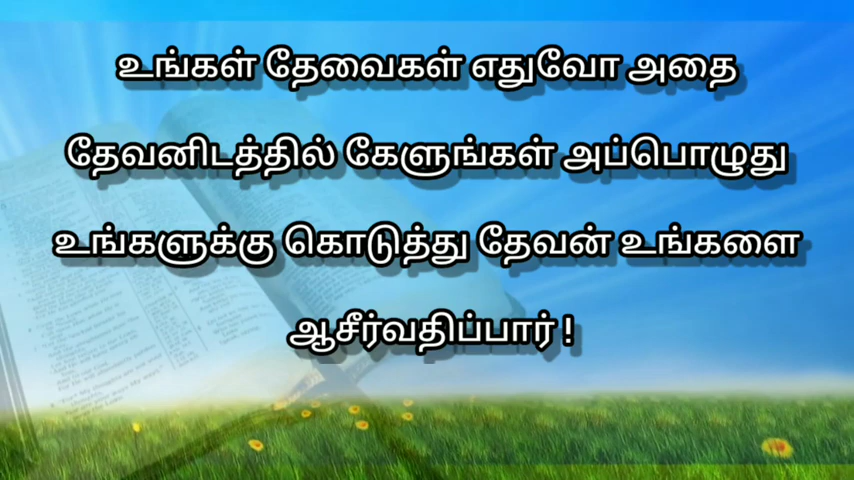 உங்கள் தேவைகள் எதுவோ அதை
தேவனிடத்தில் கேளுங்கள் அப்பொழுது
உங்களுக்கு கொடுத்து தேவன் உங்களை
ஆசீர்வதிப்பார் !